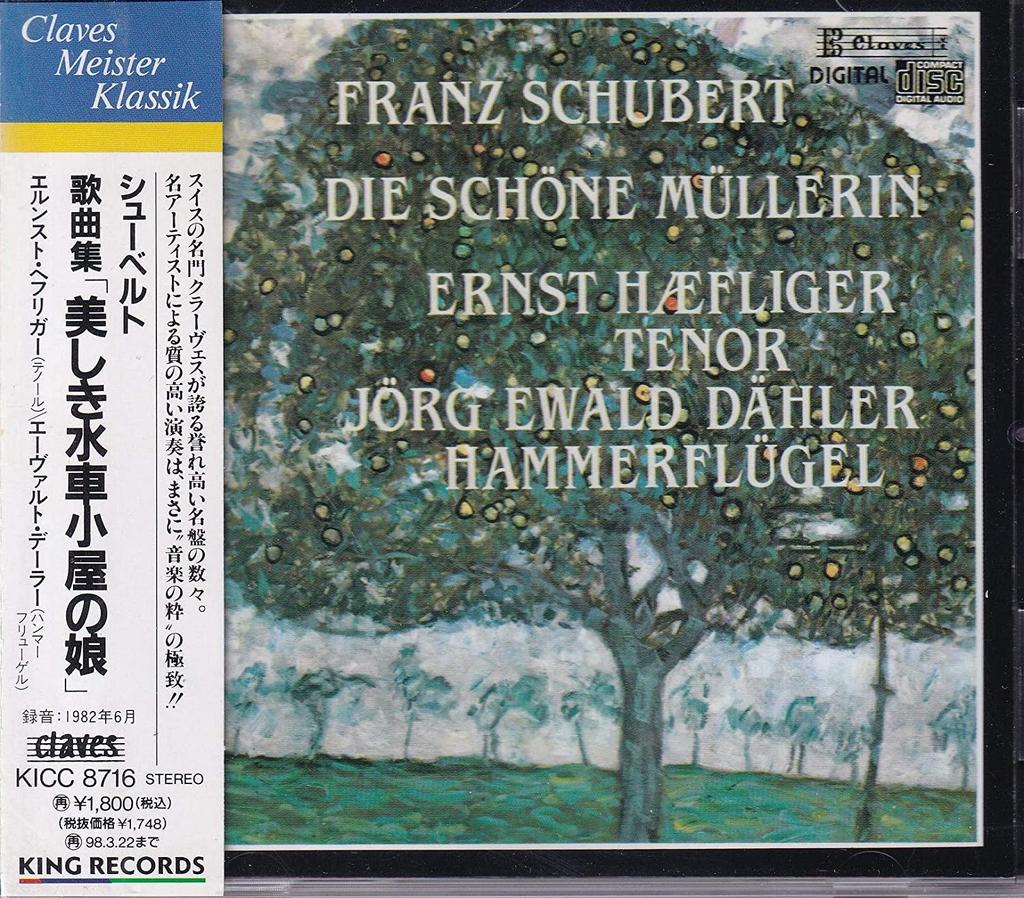 Claves
Meister
Klassik
スイスの名門クラーヴェスが誇る誉れ高い名盤の数々。
名アーティストによる質の高い演奏は、まさに〝音楽の粋〟の極致!!
シューベルト
歌曲集「美しき水車小屋の娘」
エルンスト・ヘフリガー(テノール)/エーヴァルト・デーラー(ハンマーフリューゲル)
録音:1982年6月
claves
KICC 8716 STEREO
再 ¥1,800(税込)
(税抜価格¥1,748)
再 98.3.22まで
KING RECORDS
Claves
DIGITAL
COMPACT
disc
DIGITAL AUDIO
FRANZ SCHUBERT
DIE SCHÖNE MÜLLERIN
ERNST HÆFLIGER
TENOR
JÖRG EWALD DÄHLER
HAMMERFLÜGEL